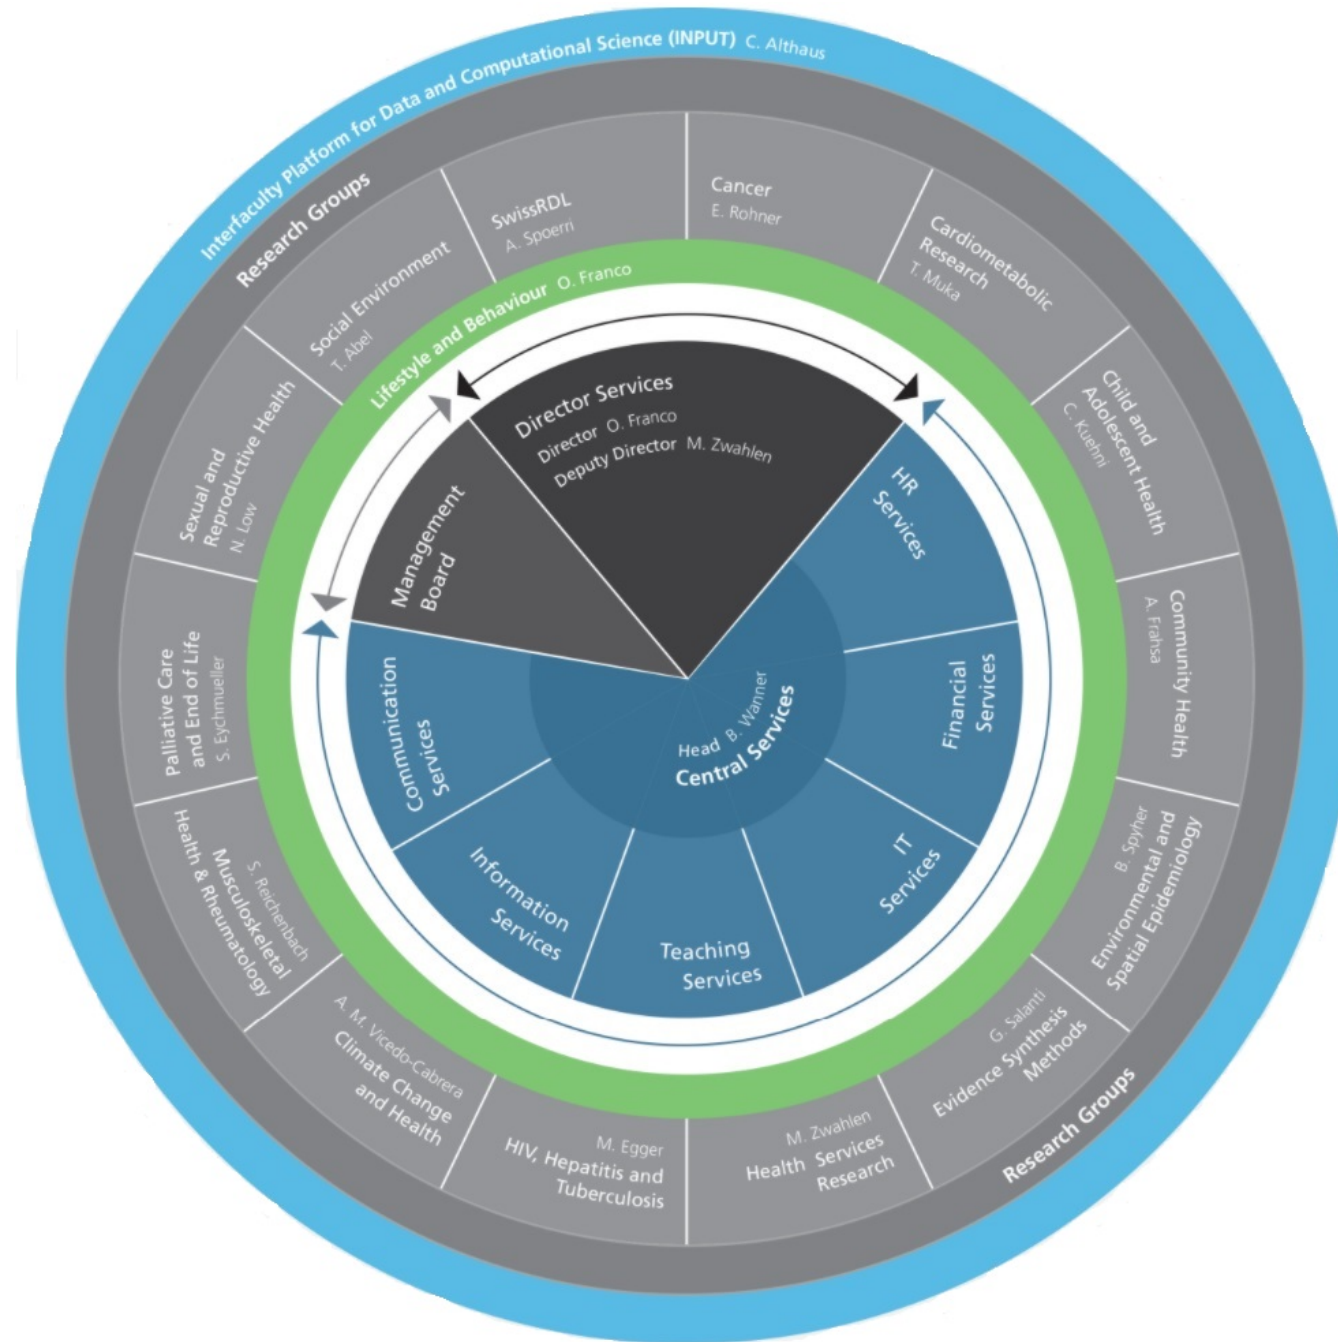 Interfaculty Platform for Data and Computational Science (INPUT) C. Althaus
Research Groups
SwissRDL
A. Spoerri
Cancer
E. Rohner
Cardiometabolic
Research
T. Muka
Child and
Adolescent Health
C. Kuehni
Community Health
A. Frahsa
B. Spyher
Environmental and
Spatial Epidemiology
G. Salanti
Evidence Synthesis
Methods
Research Groups
M. Zwahlen
Health Services
Research
M. Egger
HIV, Hepatitis and
Tuberculosis
A. M. Vicedo-Cabrera
Climate Change
and Health
S. Reichenbach
Musculoskeletal
Health & Rheumatology
Palliative Care
and End of Life
S. Eychmueller
Sexual and
Reproductive Health
N. Low
Social Environment
T. Abel
Lifestyle and Behaviour O. Franco
Director Services
Director O. Franco
Deputy Director M. Zwahlen
HR
Services
Financial
Services
IT
Services
Teaching
Services
Information
Services
Communication
Services
Management
Board
Head B. Wanner
Central Services